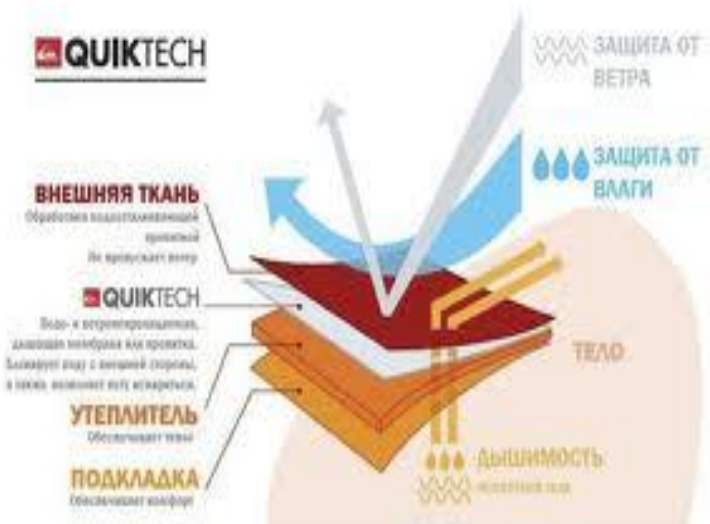 QUIKTECH
ЗАЩИТА ОТ
ВЕТРА
ЗАЩИТА ОТ
ВЛАГИ
ВНЕШНЯЯ ТКАНЬ
Обработана водоотталкивающей
пропиткой
Не пропускает ветер
QUIKTECH
Водо- и ветронепроницаемая,
дышащая мембрана или пропитка.
Блокирует воду с внешней стороны,
а также позволяет поту испаряться.
ТЕЛО
УТЕПЛИТЕЛЬ
Обеспечивает тепло
ДЫШИМОСТЬ
ПОДКЛАДКА
Обеспечивает комфорт